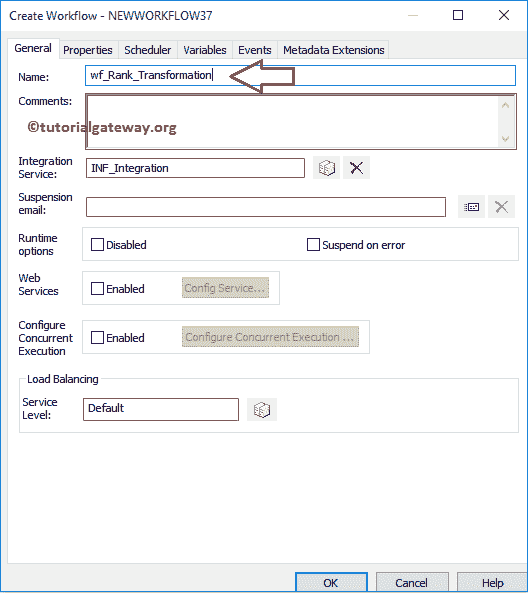 Create Workflow - NEWWORKFLOW37
General Properties Scheduler Variables Events Metadata Extensions
Name: wf_Rank_Transformation
Comments:
©tutorialgateway.org
Integration
Service: INF_Integration
Suspension
email:
Runtime
options Disabled Suspend on error
Web
Services Enabled Config Service...
Configure
Concurrent
Execution Enabled Configure Concurrent Execution ...
Load Balancing
Service
Level: Default
OK Cancel Help